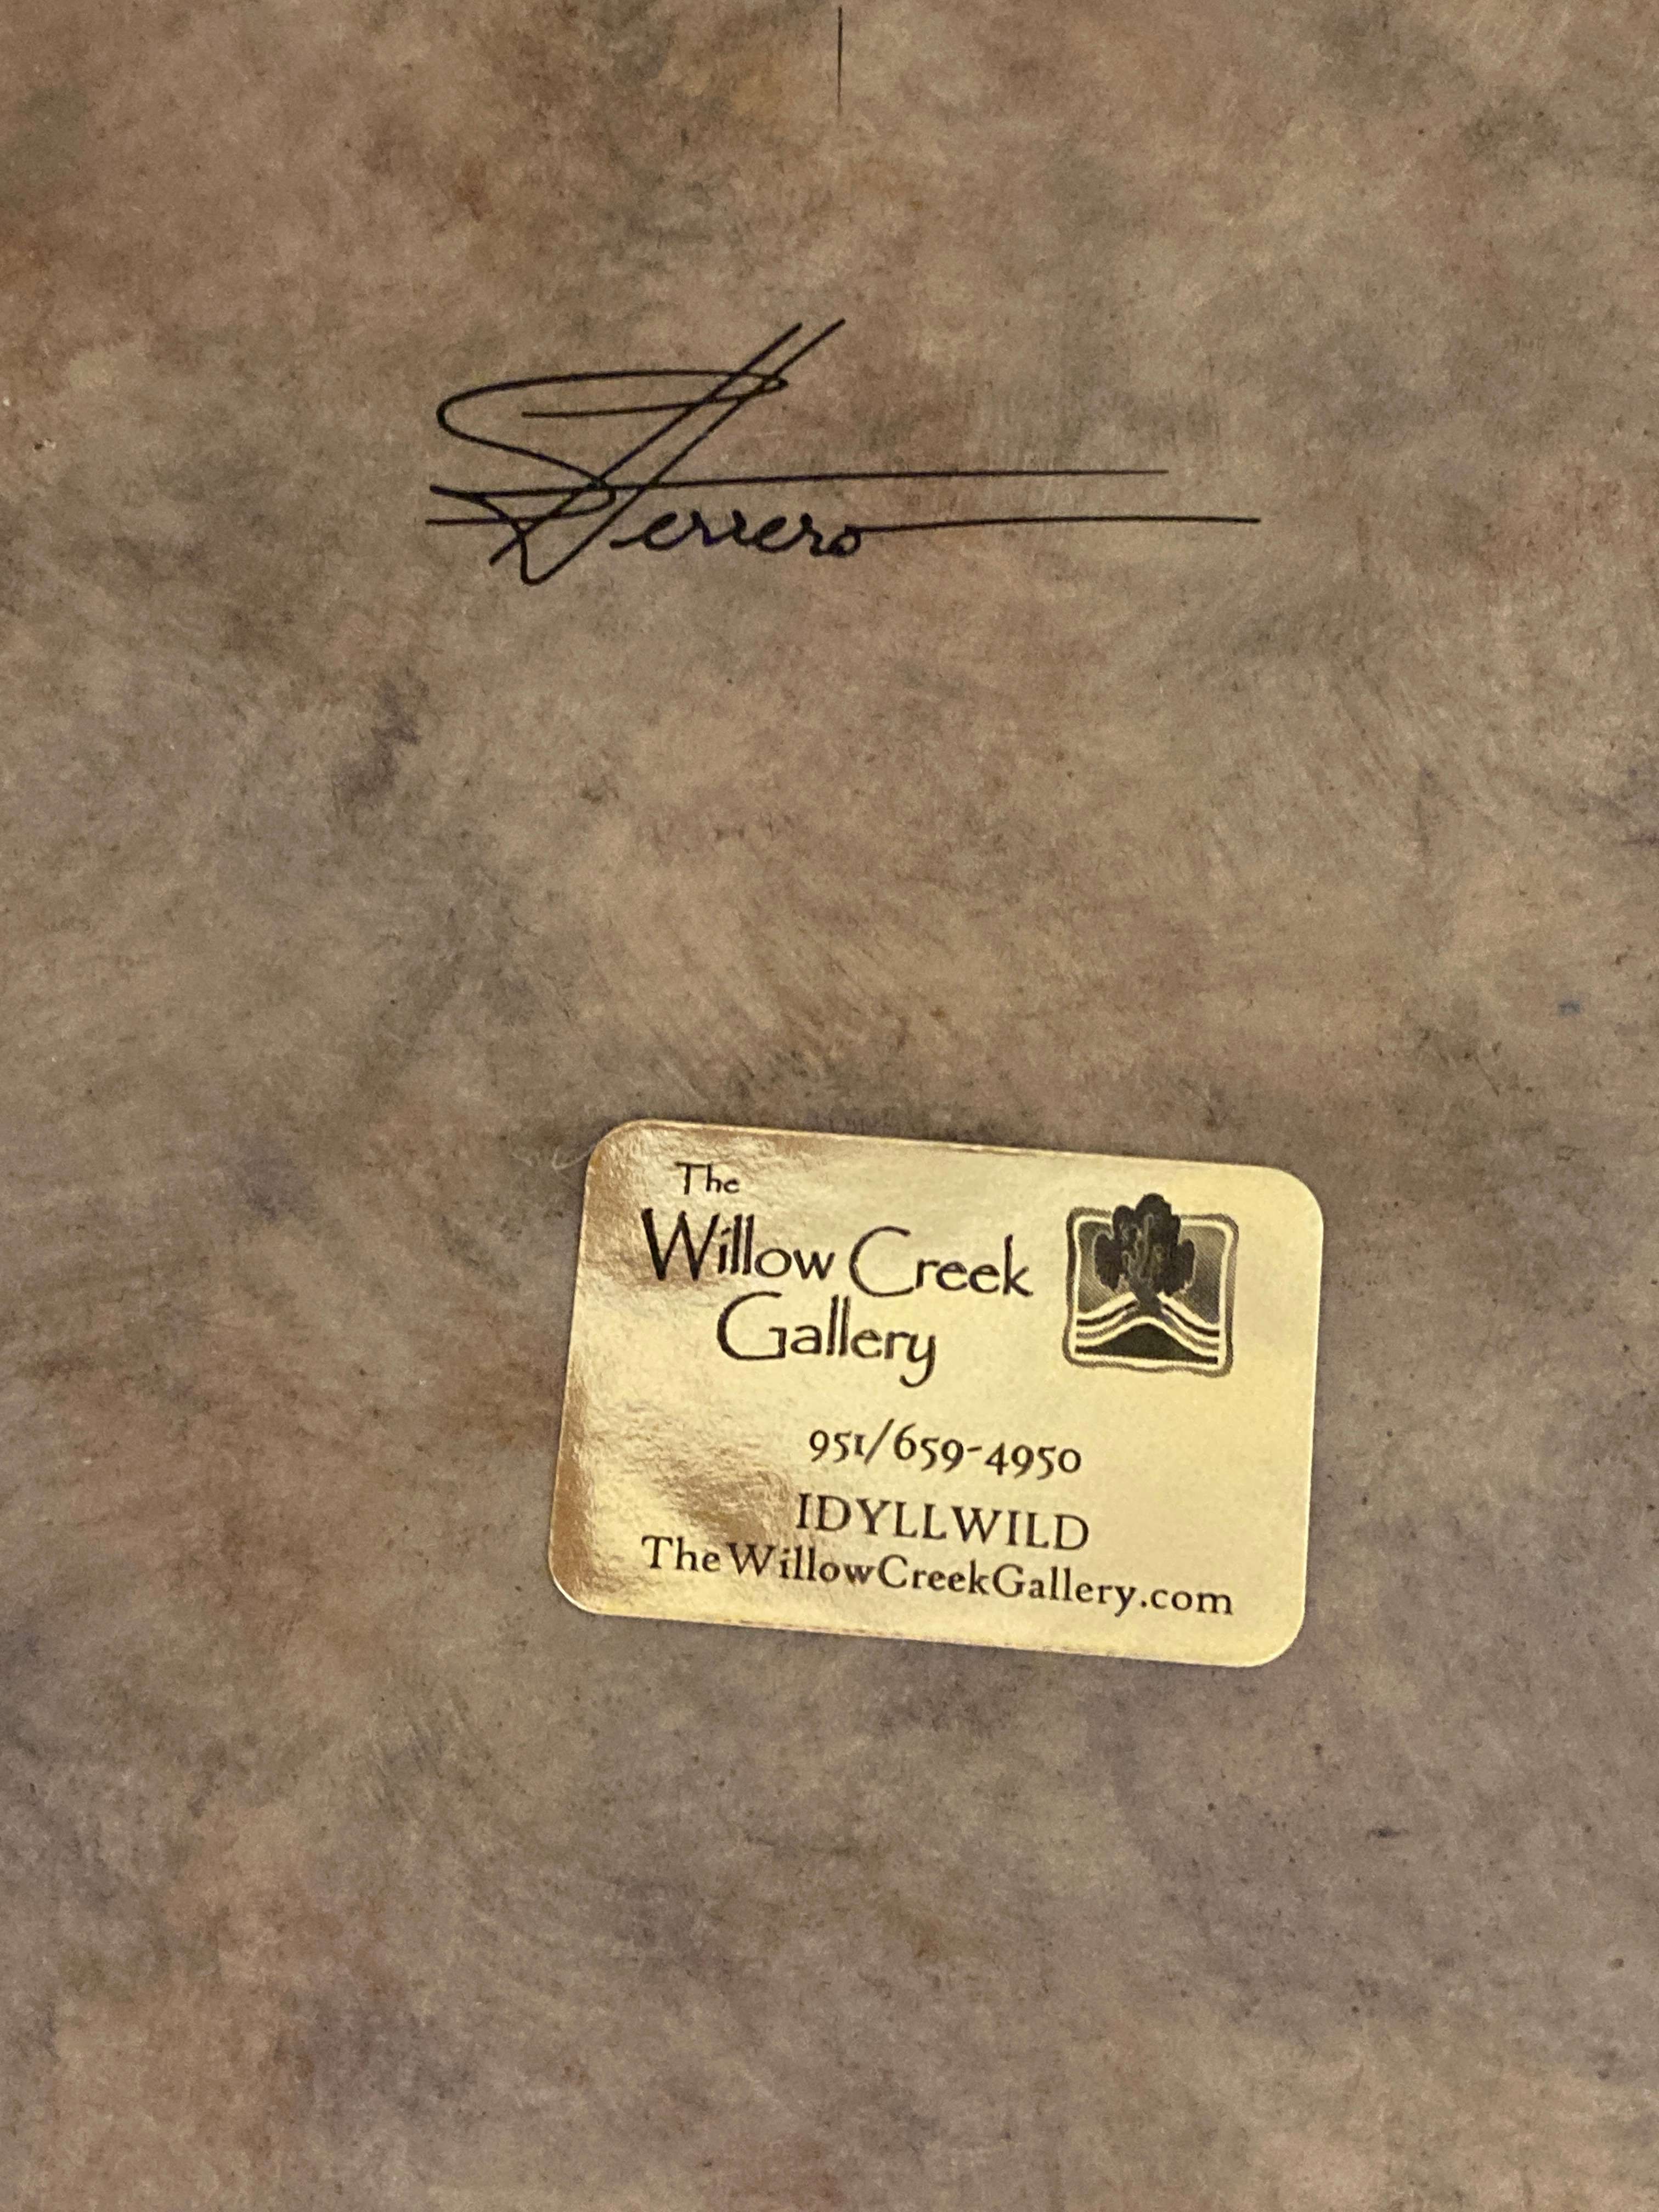 Ferrero
The
Willow Creek
Gallery
951/659-4950
IDYLLWILD
TheWillowCreekGallery.com